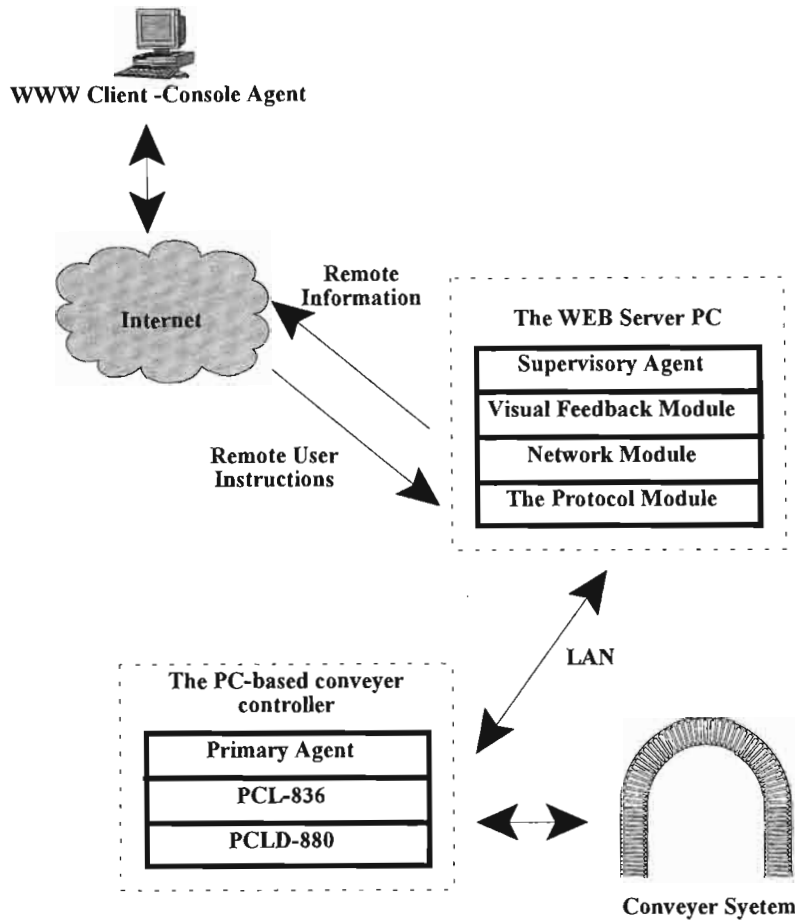 WWW Client -Console Agent
Internet
Remote
Information
Remote User
Instructions
The WEB Server PC
Supervisory Agent
Visual Feedback Module
Network Module
The Protocol Module
LAN
The PC-based conveyer
controller
Primary Agent
PCL-836
PCLD-880
Conveyer Syetem